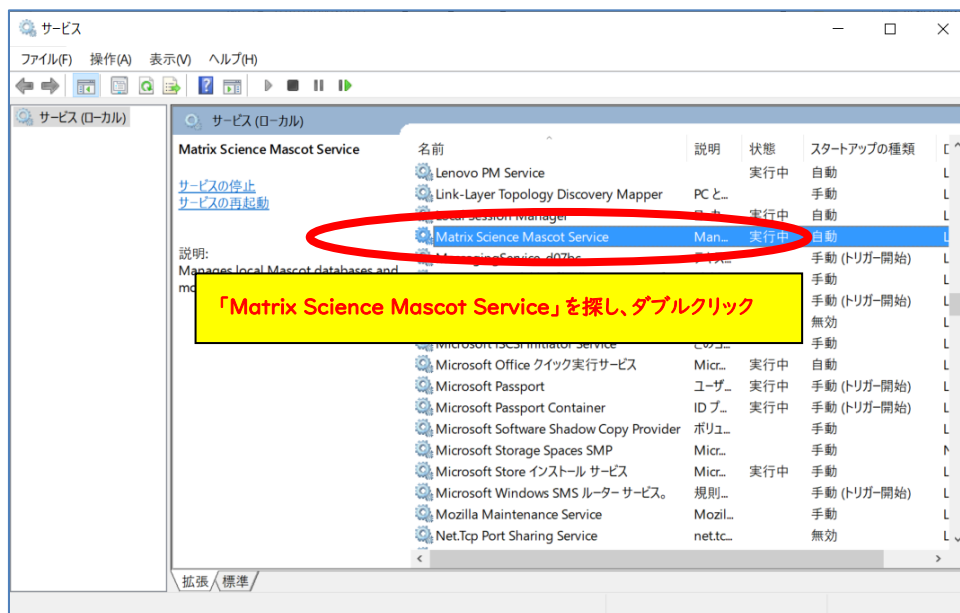 サービス
ファイル(F) 操作(A) 表示(V) ヘルプ(H)
サービス (ローカル)
サービス (ローカル)
Matrix Science Mascot Service
サービスの停止
サービスの再起動
説明:
Manages local Mascot databases and
名前 説明 状態 スタートアップの種類
Lenovo PM Service 実行中 自動 L
Link-Layer Topology Discovery Mapper PC と... 手動 L
Local Session Manager 実行中 自動 L
Matrix Science Mascot Service Man... 実行中 自動 L
MessagingService_d07bc 手動 (トリガー開始) L
手動 L
手動 (トリガー開始) L
無効 L
「Matrix Science Mascot Service」を探し、ダブルクリック
Microsoft iSCSI Initiator Service このコ... 手動 L
Microsoft Office クイック実行サービス Micr... 実行中 自動 L
Microsoft Passport ユーザ... 実行中 手動 (トリガー開始) L
Microsoft Passport Container ID プ... 実行中 手動 (トリガー開始) L
Microsoft Software Shadow Copy Provider ボリュ... 手動 L
Microsoft Storage Spaces SMP Micr... 手動 N
Microsoft Store インストール サービス Micr... 実行中 手動 L
Microsoft Windows SMS ルーター サービス。 規則... 手動 (トリガー開始) L
Mozilla Maintenance Service Mozil... 手動 L
Net.Tcp Port Sharing Service net.tc... 無効 L
拡張 標準